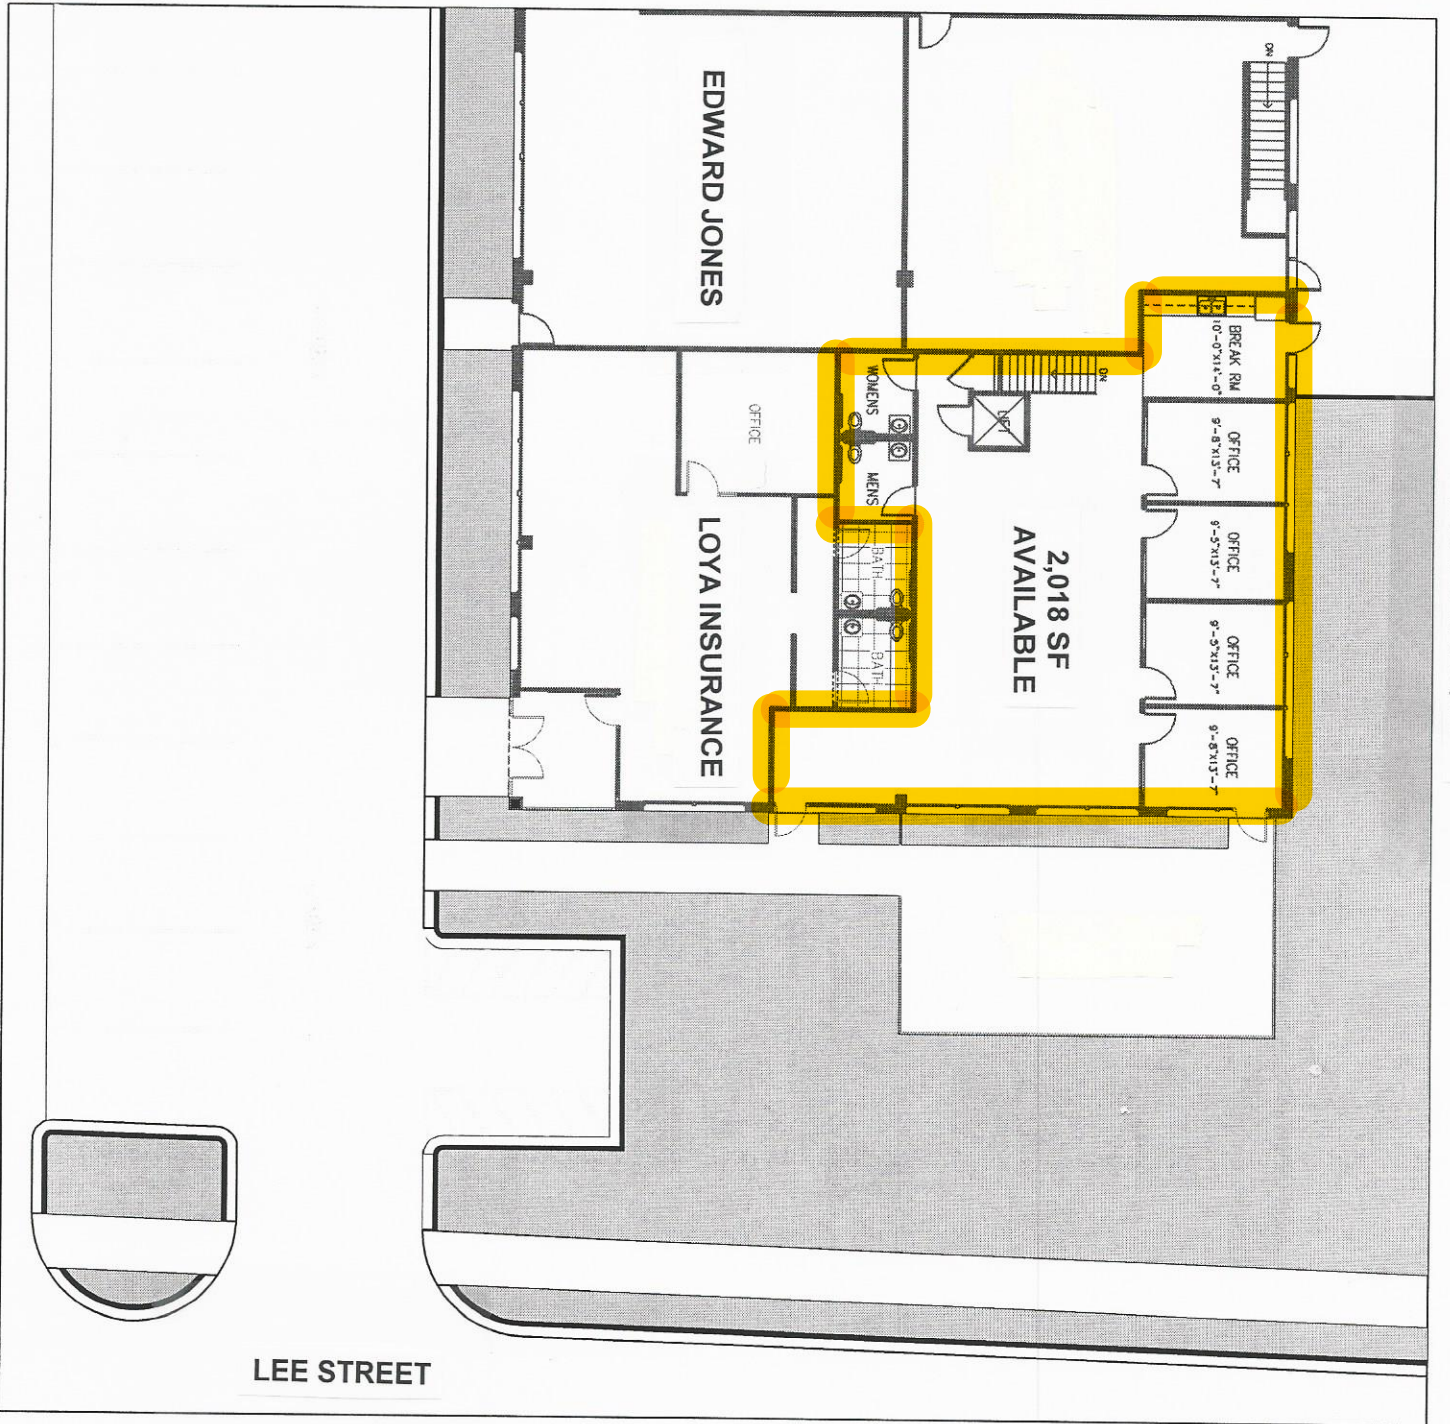 DN
EDWARD JONES
BREAK RM
10'-0"X14'-0"
DN
WOMENS
LIFT
OFFICE
OFFICE
9'-8"X13'-7"
MENS
OFFICE
9'-5"X13'-7"
2,018 SF
AVAILABLE
LOYA INSURANCE
BATH
BATH
OFFICE
9'-5"X13'-7"
OFFICE
9'-8"X13'-7"
LEE STREET